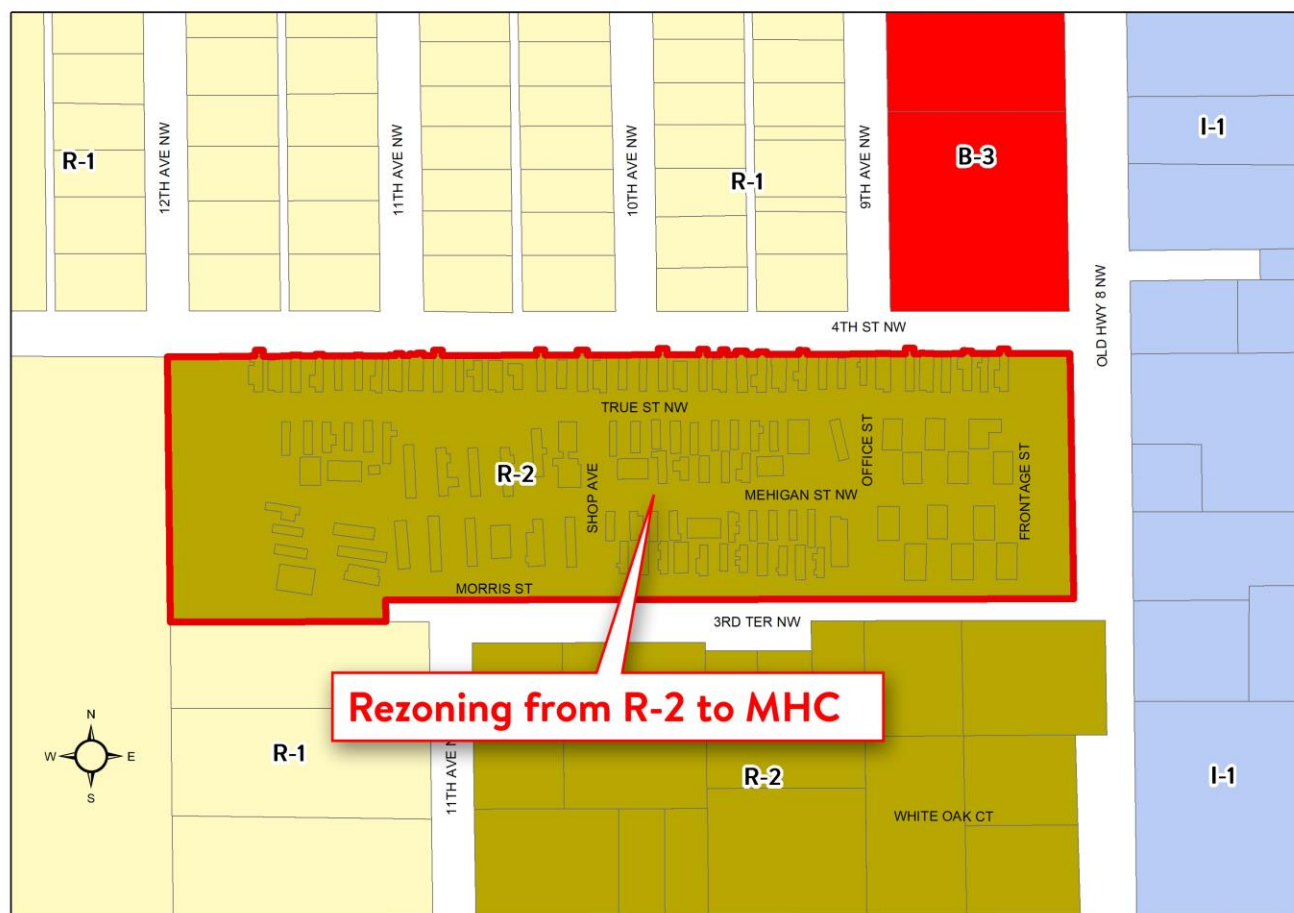 R-1
12TH AVE NW
11TH AVE NW
10TH AVE NW
R-1
9TH AVE NW
B-3
I-1
OLD HWY 8 NW
4TH ST NW
TRUE ST NW
R-2
SHOP AVE
MEHIGAN ST NW
OFFICE ST
FRONTAGE ST
MORRIS ST
3RD TER NW
Rezoning from R-2 to MHC
N
W
E
S
R-1
11TH AVE N
R-2
I-1
WHITE OAK CT